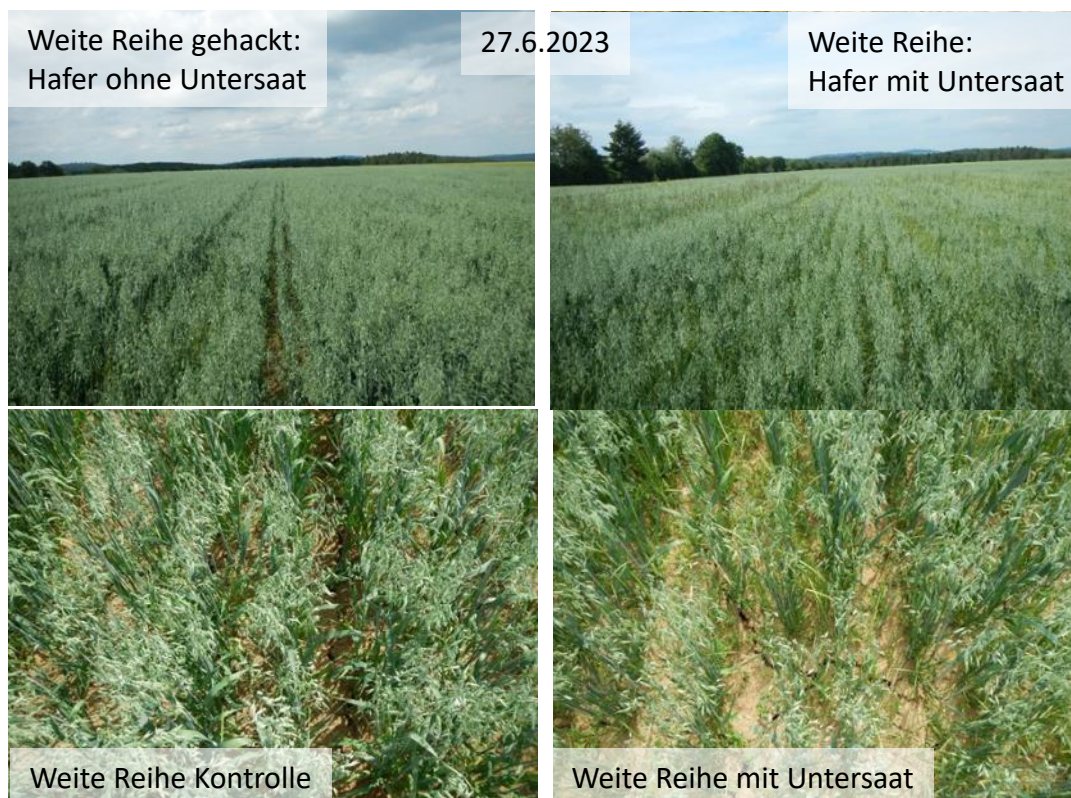 Weite Reihe gehackt:
Hafer ohne Untersaat
27.6.2023
Weite Reihe:
Hafer mit Untersaat
Weite Reihe Kontrolle
Weite Reihe mit Untersaat